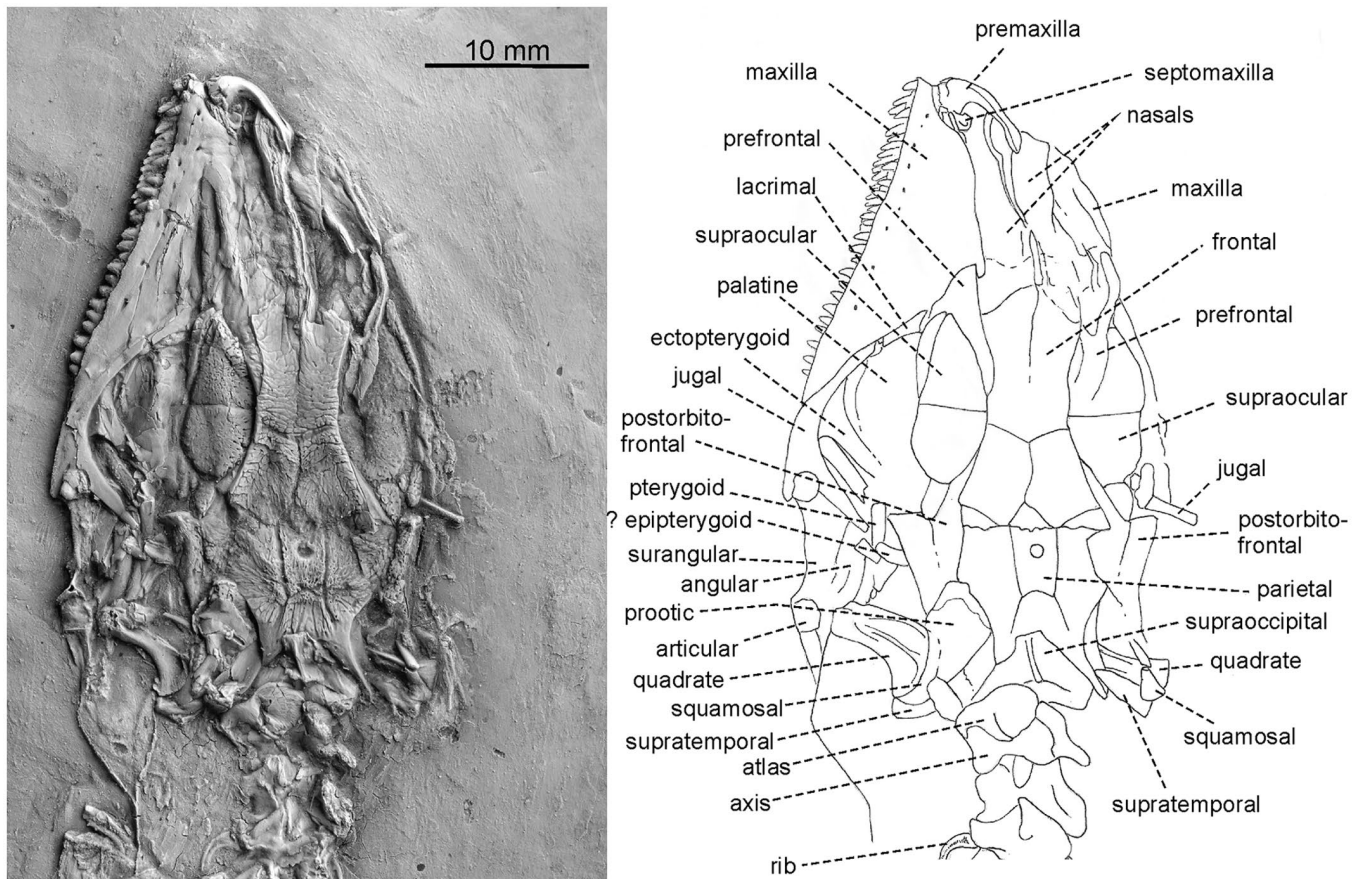 10 mm
premaxilla
maxilla
septomaxilla
nasals
prefrontal
lacrimal
maxilla
supraocular
frontal
palatine
prefrontal
ectopterygoid
jugal
supraocular
postorbito-
frontal
jugal
pterygoid
? epipterygoid
postorbito-
frontal
surangular
angular
parietal
prootic
supraoccipital
articular
quadrate
quadrate
squamosal
squamosal
supratemporal
atlas
axis
supratemporal
rib